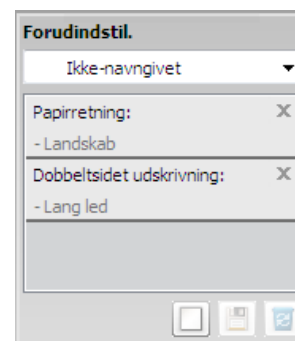 Forudindstil.
Ikke-navngivet
Papirretning:
- Landskab
Dobbeltsidet udskrivning:
- Lang led